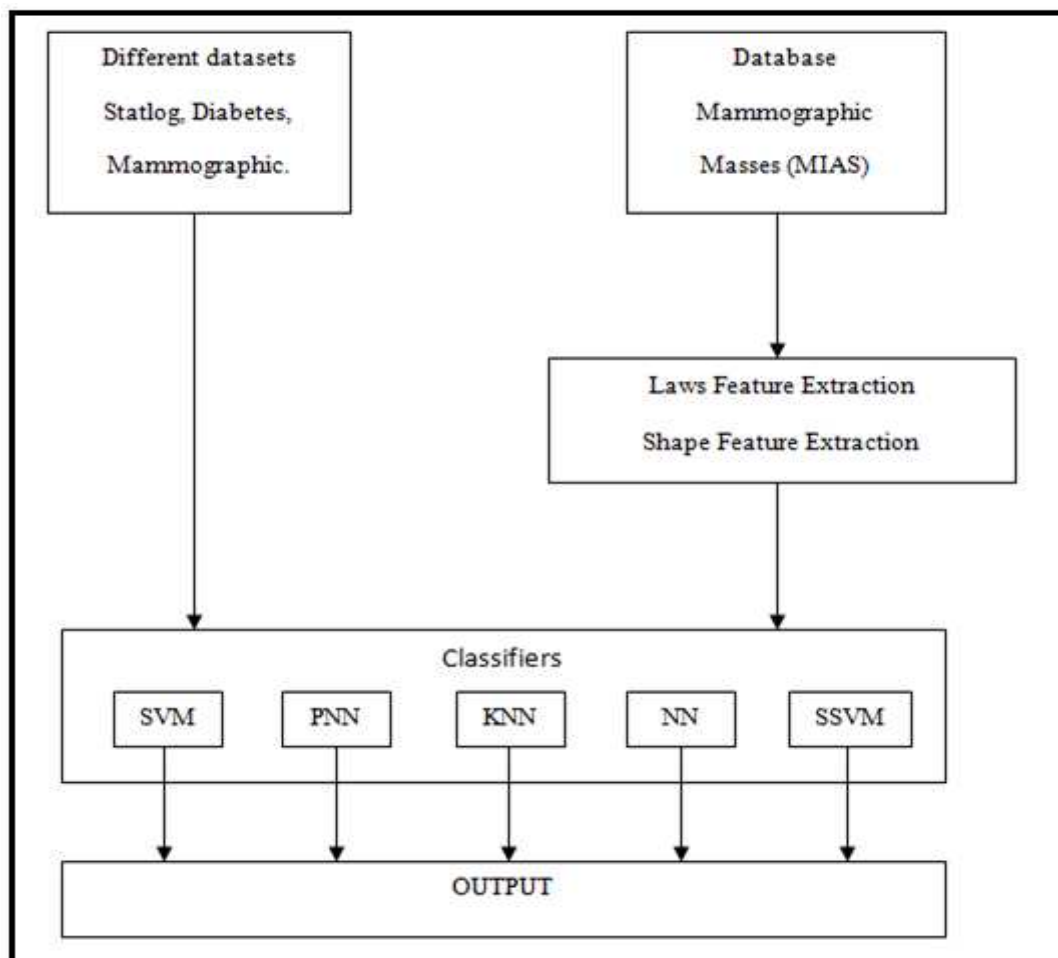 Different datasets
Statlog, Diabetes,
Mammographic.
Database
Mammographic
Masses (MIAS)
Laws Feature Extraction
Shape Feature Extraction
Classifiers
SVM
PNN
KNN
NN
SSVM
OUTPUT